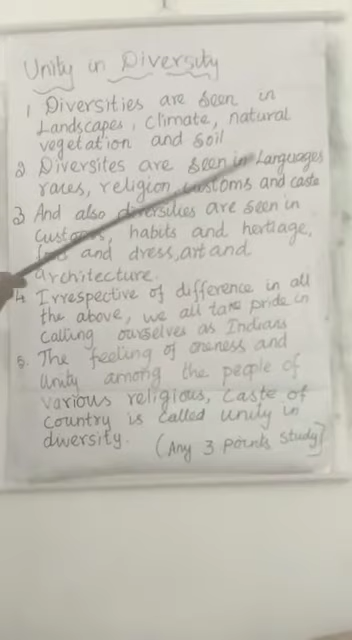 Unity in Diversity
1 Diversities are seen in
Landscapes, climate, natural
vegetation and soil
2 Diversites are seen in Languages
races, religion, customs and caste
3 And also diversities are seen in
customs, habits and hertiage,
and dress, art and
architecture.
4 Irrespective of difference in all
the above, we all take pride in
calling ourselves as Indians
5. The feeling of oneness and
Unity among the people of
various religious, caste of
country is called unity in
diversity. (Any 3 points study)